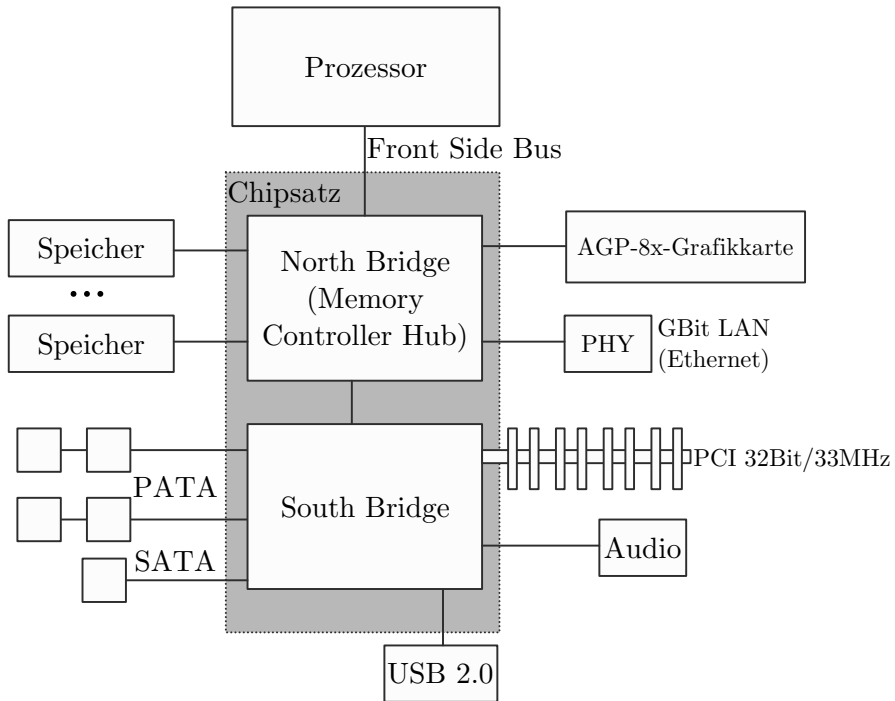 Prozessor
Front Side Bus
Chipsatz
Speicher
...
Speicher
North Bridge
(Memory
Controller Hub)
AGP-8x-Grafikkarte
PHY
GBit LAN
(Ethernet)
PATA
SATA
South Bridge
PCI 32Bit/33MHz
Audio
USB 2.0